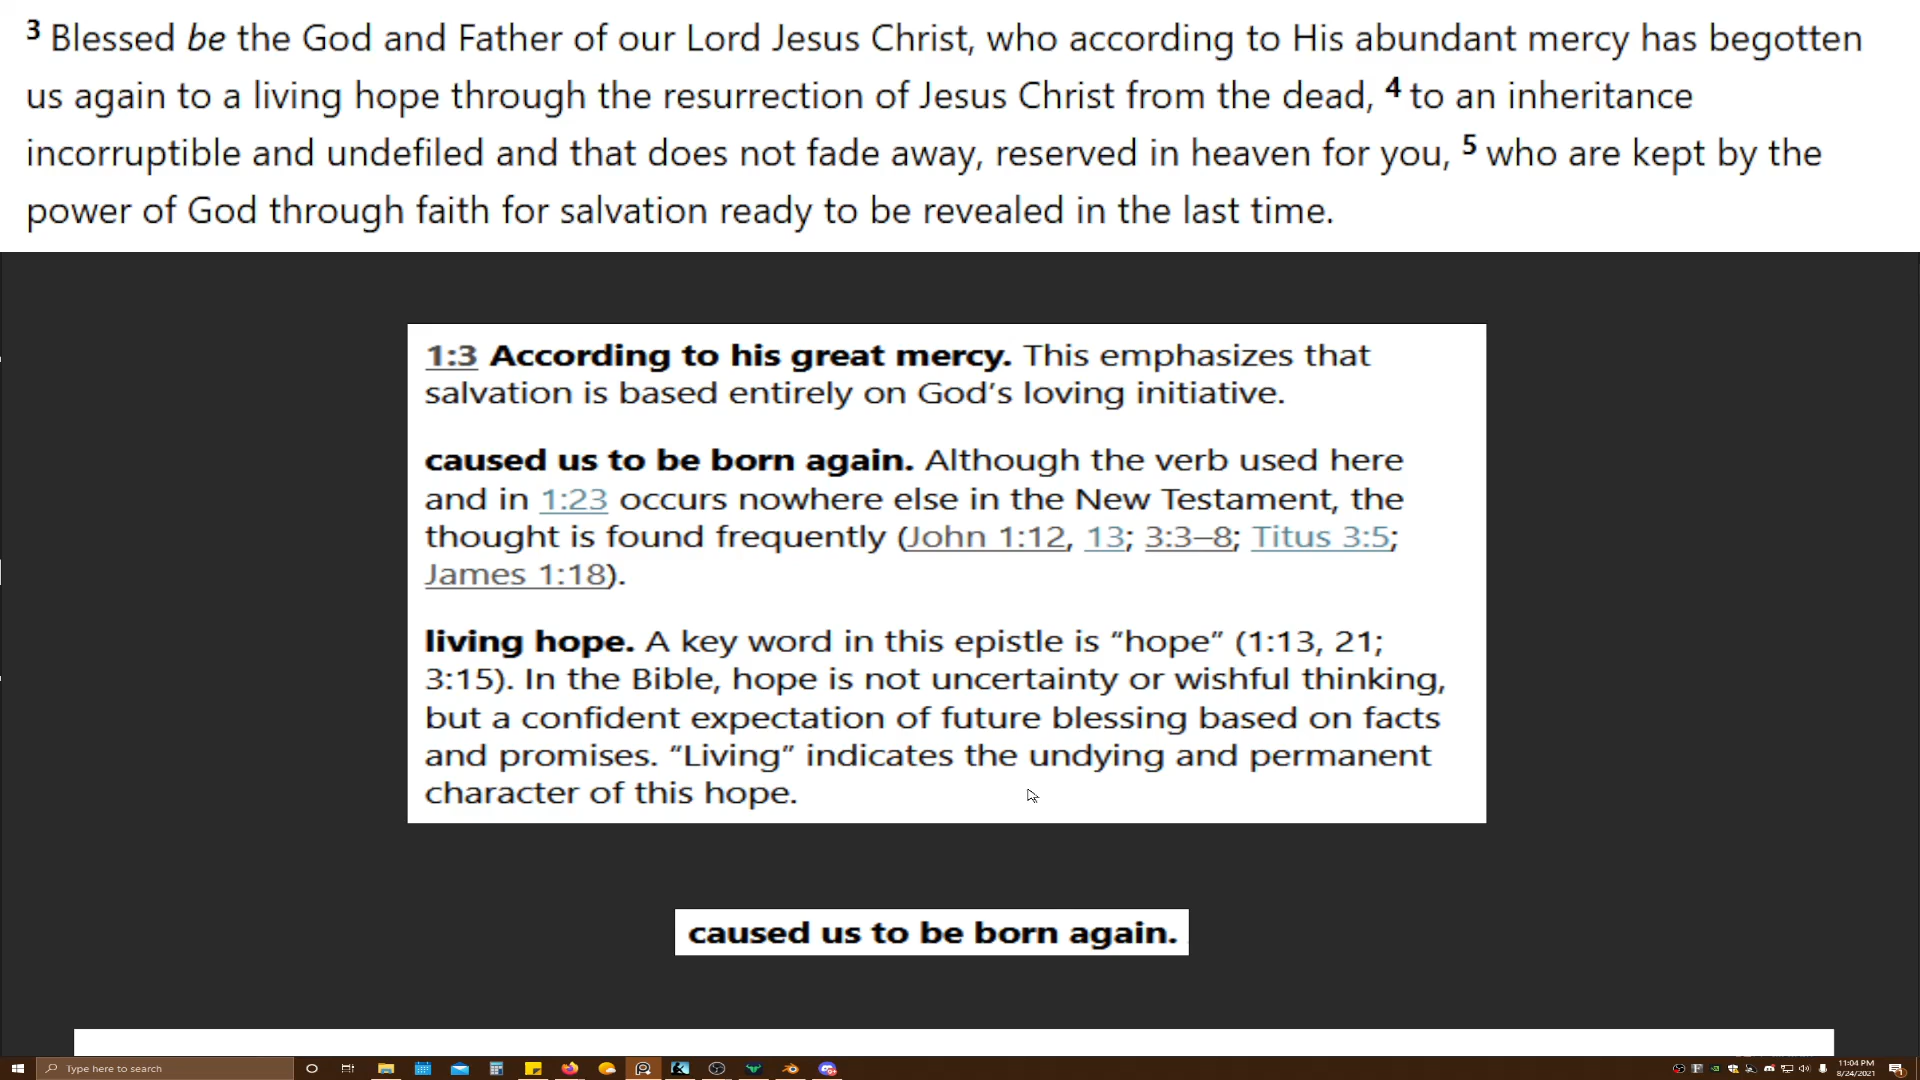 3 Blessed be the God and Father of our Lord Jesus Christ, who according to His abundant mercy has begotten
us again to a living hope through the resurrection of Jesus Christ from the dead, 4 to an inheritance
incorruptible and undefiled and that does not fade away, reserved in heaven for you, 5 who are kept by the
power of God through faith for salvation ready to be revealed in the last time.
1:3 According to his great mercy. This emphasizes that
salvation is based entirely on God’s loving initiative.
caused us to be born again. Although the verb used here
and in 1:23 occurs nowhere else in the New Testament, the
thought is found frequently (John 1:12, 13; 3:3–8; Titus 3:5;
James 1:18).
living hope. A key word in this epistle is “hope” (1:13, 21;
3:15). In the Bible, hope is not uncertainty or wishful thinking,
but a confident expectation of future blessing based on facts
and promises. “Living” indicates the undying and permanent
character of this hope.
caused us to be born again.
Type here to search
11:04 PM
8/24/2021